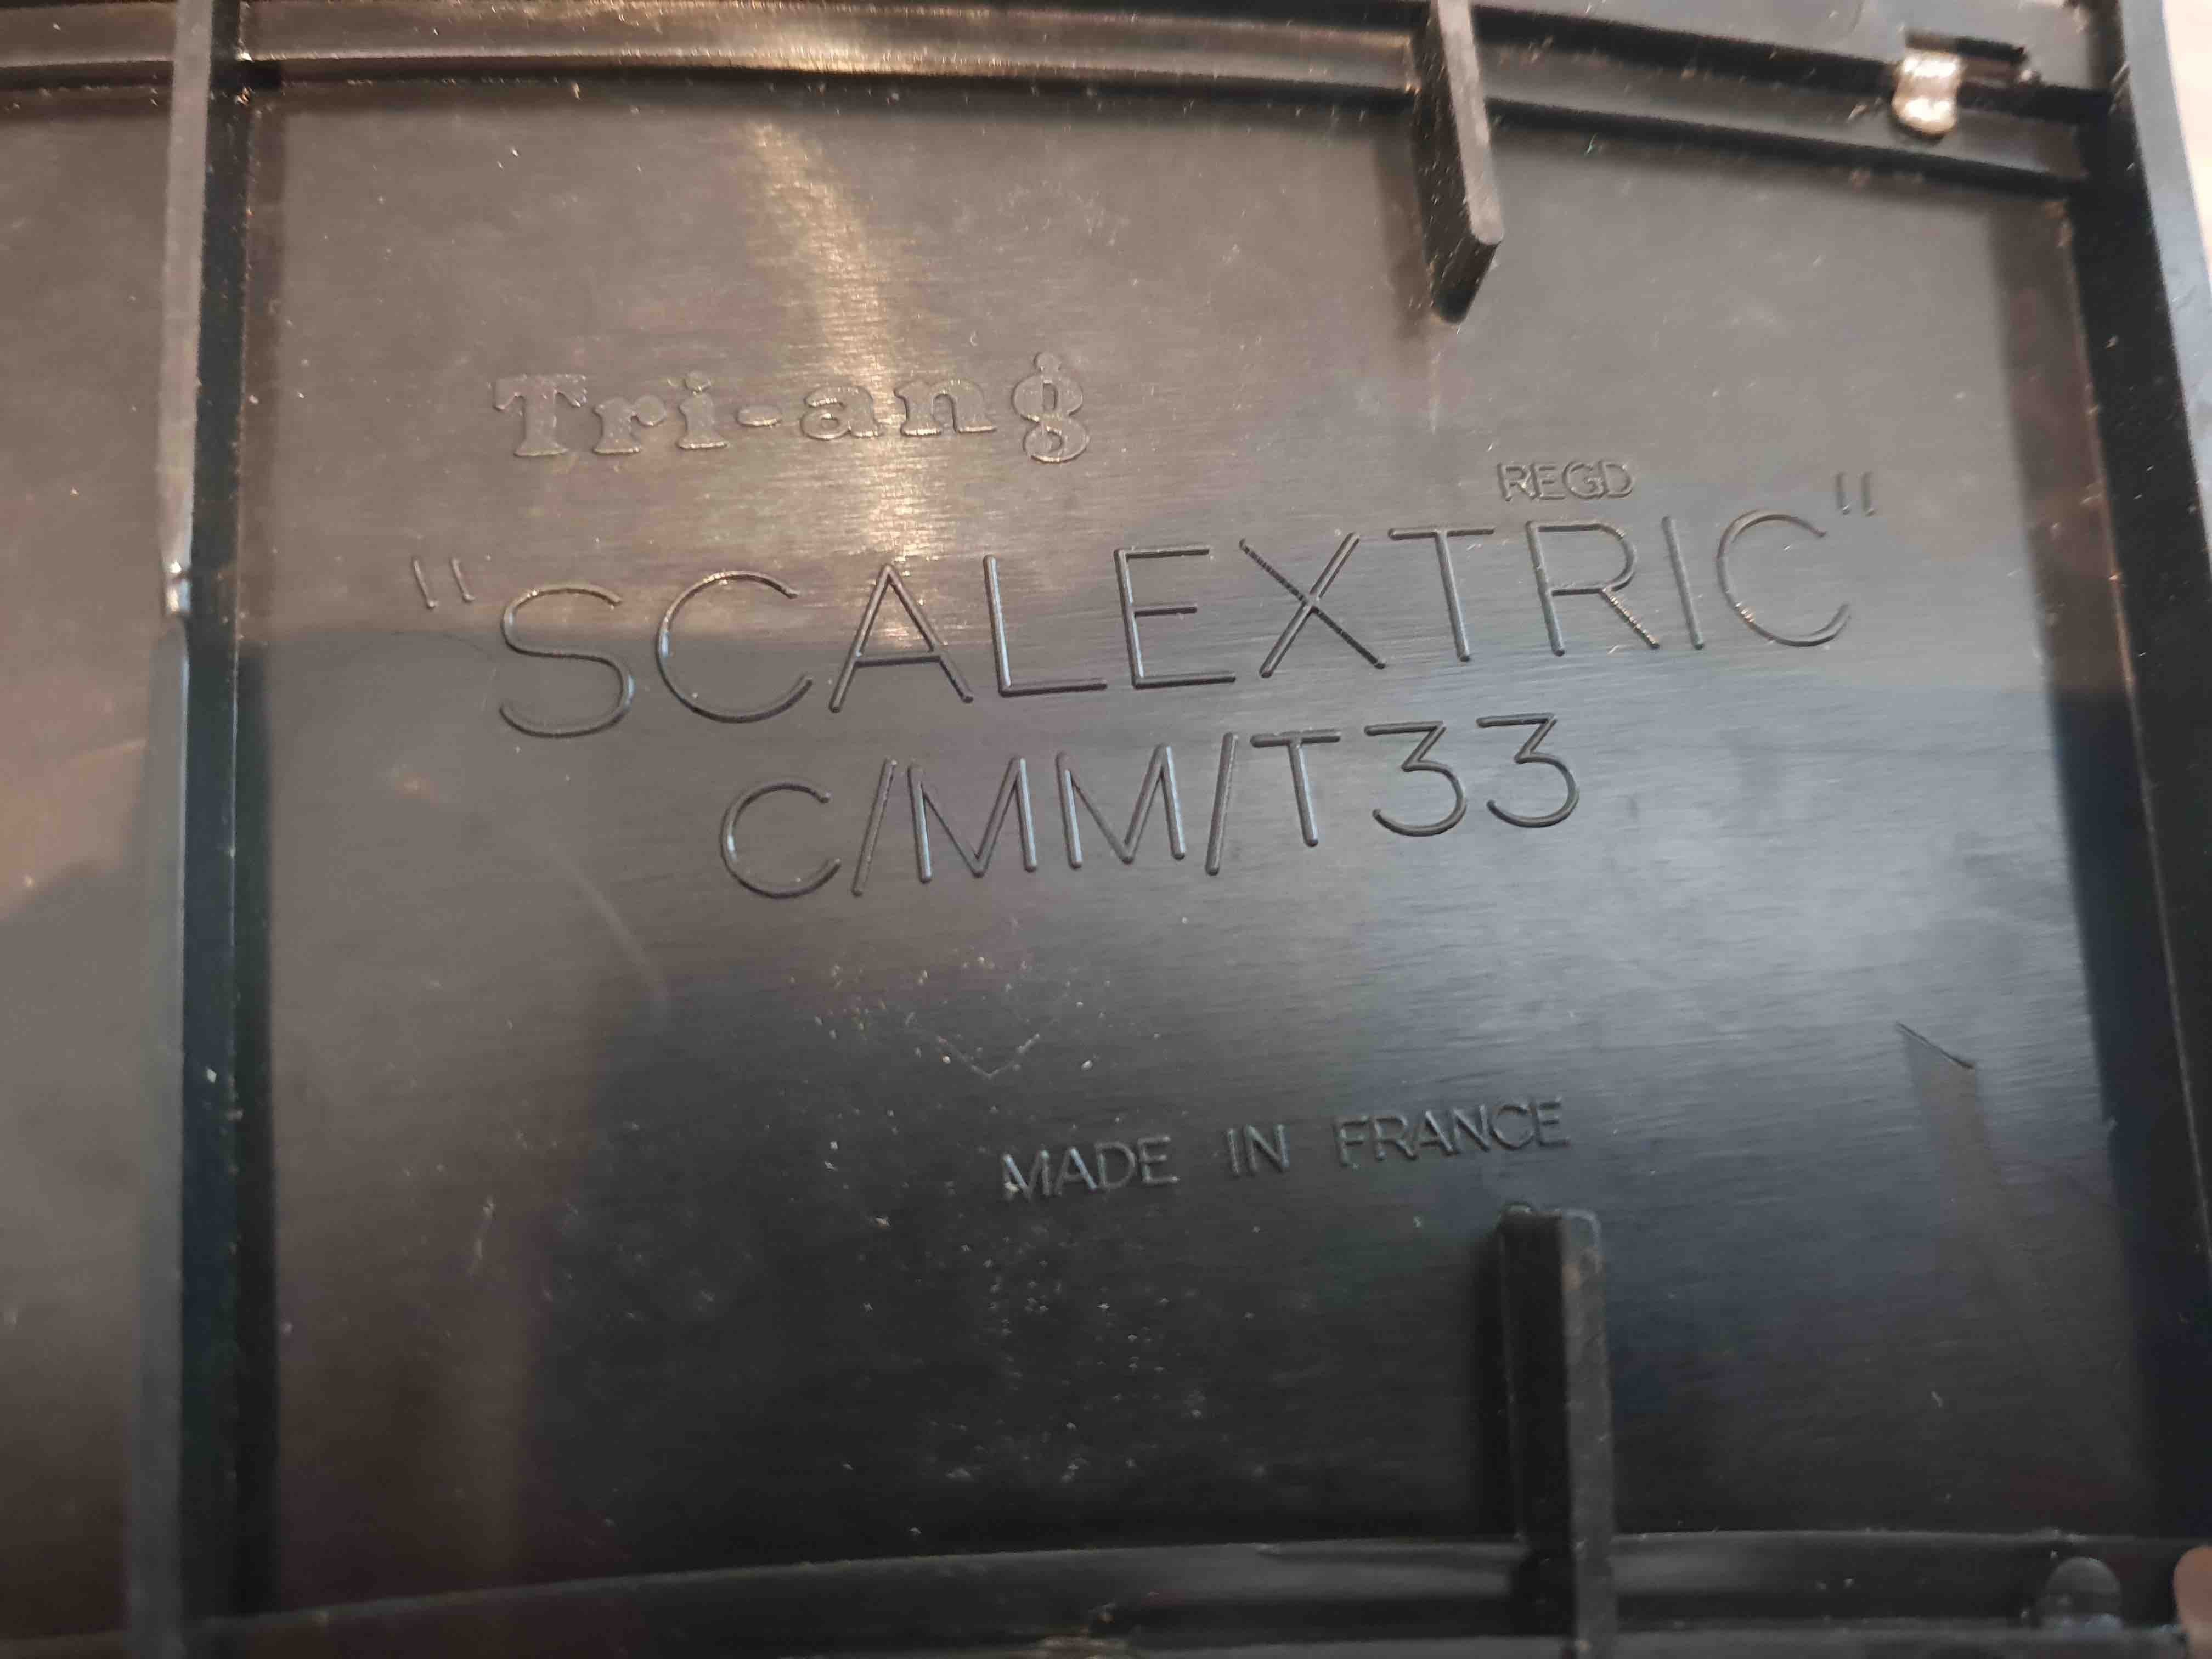 Tri-ang
REGD
"SCALEXTRIC"
C/MM/T33
MADE IN FRANCE